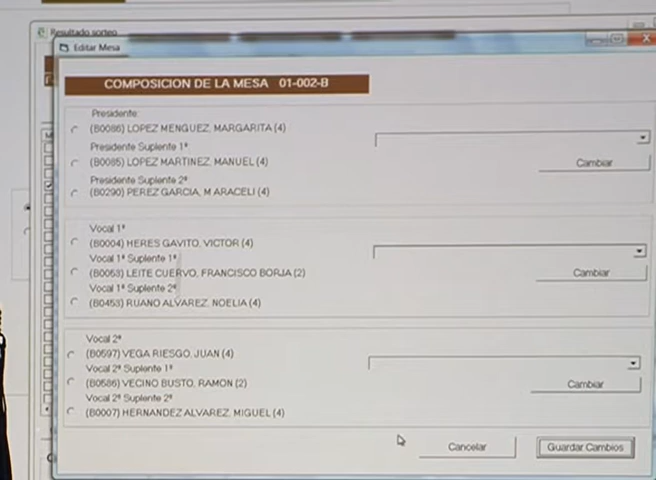 Resultado sorteo
Editar Mesa
COMPOSICION DE LA MESA 01-002-B
Presidente
(B0086) LOPEZ MENGUEZ, MARGARITA (4)
Presidente Suplente 1º
(B0085) LOPEZ MARTINEZ, MANUEL (4)
Cambiar
Presidente Suplente 2º
(B0290) PEREZ GARCIA, M ARACELI (4)
Vocal 1º
(B0004) HERES GAVITO, VICTOR (4)
Vocal 1º Suplente 1º
(B0053) LEITE CUERVO, FRANCISCO BORJA (2)
Cambiar
Vocal 1º Suplente 2º
(B0453) RUANO ALVAREZ, NOELIA (4)
Vocal 2º
(B0597) VEGA RIESGO, JUAN (4)
Vocal 2º Suplente 1º
(B0586) VECINO BUSTO, RAMON (2)
Cambiar
Vocal 2º Suplente 2º
(B0007) HERNANDEZ ALVAREZ, MIGUEL (4)
Cancelar
Guardar Cambios